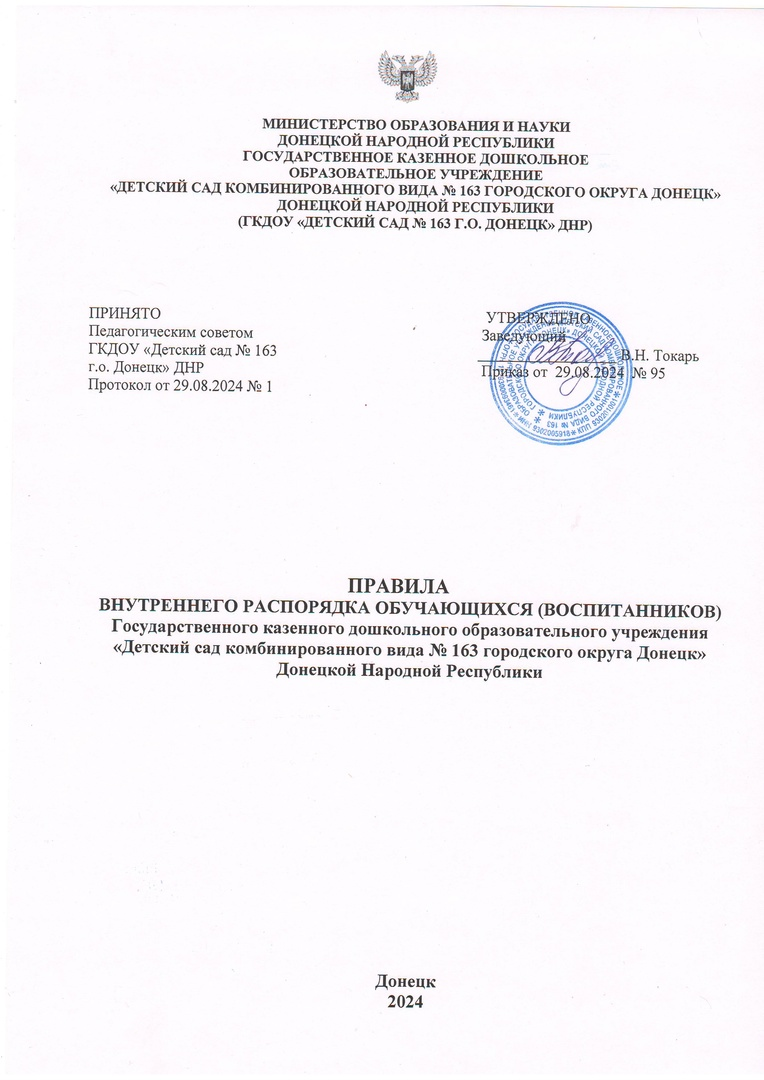 МИНИСТЕРСТВО ОБРАЗОВАНИЯ И НАУКИ
ДОНЕЦКОЙ НАРОДНОЙ РЕСПУБЛИКИ
ГОСУДАРСТВЕННОЕ КАЗЕННОЕ ДОШКОЛЬНОЕ
ОБРАЗОВАТЕЛЬНОЕ УЧРЕЖДЕНИЕ
«ДЕТСКИЙ САД КОМБИНИРОВАННОГО ВИДА № 163 ГОРОДСКОГО ОКРУГА ДОНЕЦК»
ДОНЕЦКОЙ НАРОДНОЙ РЕСПУБЛИКИ
(ГКДОУ «ДЕТСКИЙ САД № 163 Г.О. ДОНЕЦК» ДНР)
ПРИНЯТО
Педагогическим советом
ГКДОУ «Детский сад № 163
г.о. Донецк» ДНР
Протокол от 29.08.2024 № 1
УТВЕРЖДЕНО
Заведующий
В.Н. Токарь
Приказ от 29.08.2024 № 95
ПРАВИЛА
ВНУТРЕННЕГО РАСПОРЯДКА ОБУЧАЮЩИХСЯ (ВОСПИТАННИКОВ)
Государственного казенного дошкольного образовательного учреждения
«Детский сад комбинированного вида № 163 городского округа Донецк»
Донецкой Народной Республики
Донецк
2024